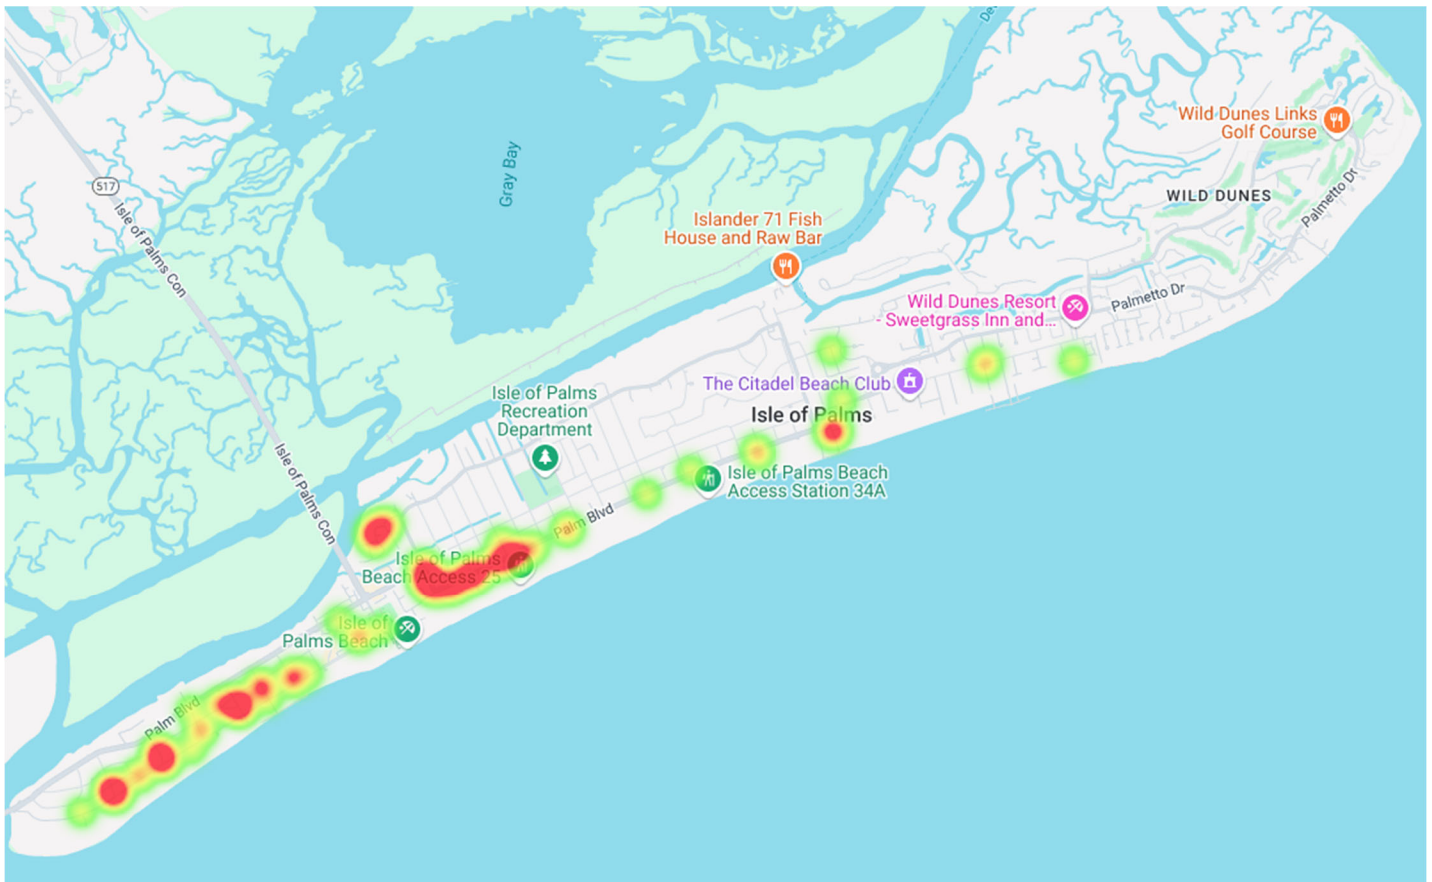 De
Wild Dunes Links
Golf Course
Gray Bay
517
WILD DUNES
Palmetto Dr
Isle of Palms Con
Islander 71 Fish
House and Raw Bar
Wild Dunes Resort
- Sweetgrass Inn and...
Palmetto Dr
The Citadel Beach Club
Isle of Palms
Recreation
Department
Isle of Palms
Isle of Palms Con
Isle of Palms Beach
Access Station 34A
Palm Blvd
Isle of Palms
Beach Access 25
Isle of
Palms Beach
Palm Blvd